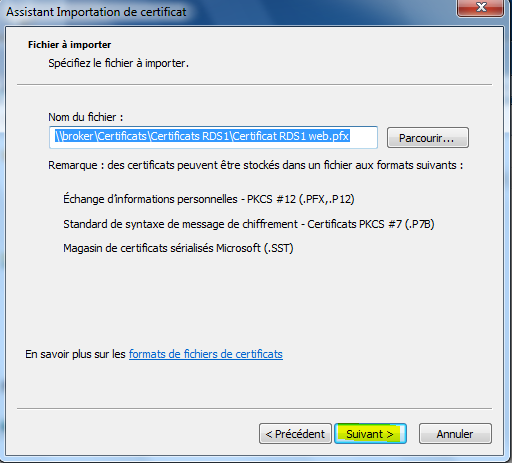 Assistant Importation de certificat
Fichier à importer
Spécifiez le fichier à importer.
Nom du fichier :
\\broker\Certificats\Certificats RDS1\Certificat RDS1 web.pfx
Parcourir...
Remarque : des certificats peuvent être stockés dans un fichier aux formats suivants :
Échange d'informations personnelles - PKCS #12 (.PFX,.P12)
Standard de syntaxe de message de chiffrement - Certificats PKCS #7 (.P7B)
Magasin de certificats sérialisés Microsoft (.SST)
En savoir plus sur les formats de fichiers de certificats
< Précédent
Suivant >
Annuler